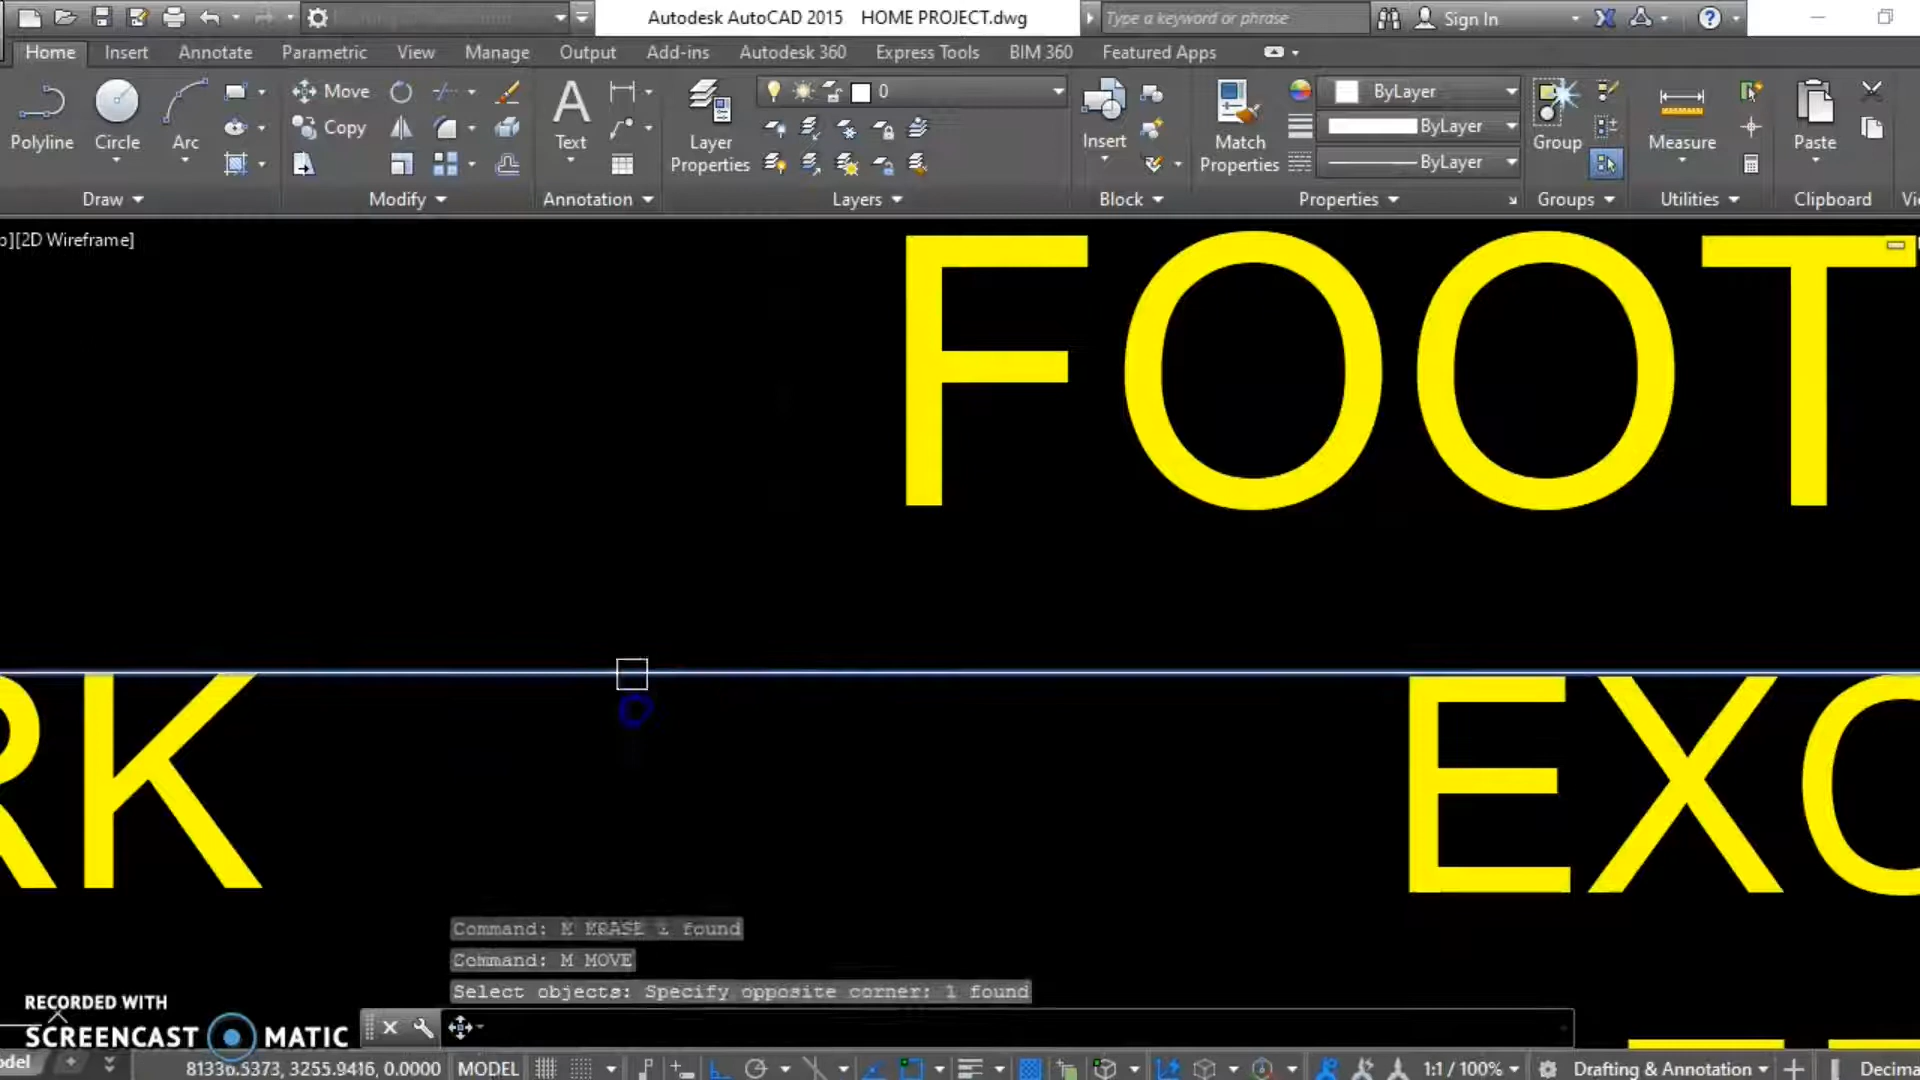 Autodesk AutoCAD 2015 HOME PROJECT.dwg
Type a keyword or phrase
Sign In
Home Insert Annotate Parametric View Manage Output Add-ins Autodesk 360 Express Tools BIM 360 Featured Apps
Move 0 ByLayer
Copy ByLayer
Polyline Circle Arc Text Layer Properties Insert Match Properties ByLayer Group Measure Paste
Draw Modify Annotation Layers Block Properties Groups Utilities Clipboard
][2D Wireframe]
FOOT
RK EXC
Command: M MOVE
Select objects: Specify opposite corner: 1 found
RECORDED WITH
SCREENCAST MATIC
MODEL 1:1 / 100% Drafting & Annotation Decima